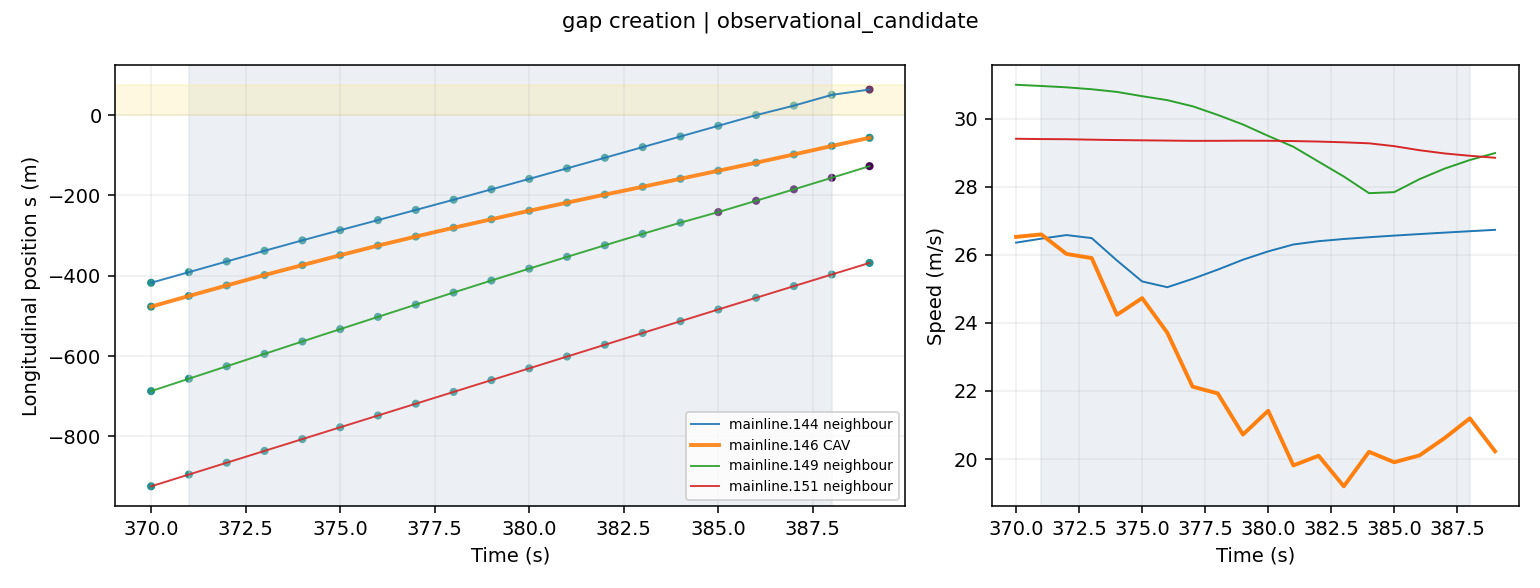 gap creation | observational_candidate
Longitudinal position s (m)
0
−200
−400
−600
−800
mainline.144 neighbour
mainline.146 CAV
mainline.149 neighbour
mainline.151 neighbour
370.0 372.5 375.0 377.5 380.0 382.5 385.0 387.5
Time (s)
Speed (m/s)
30
28
26
24
22
20
370.0 372.5 375.0 377.5 380.0 382.5 385.0 387.5
Time (s)